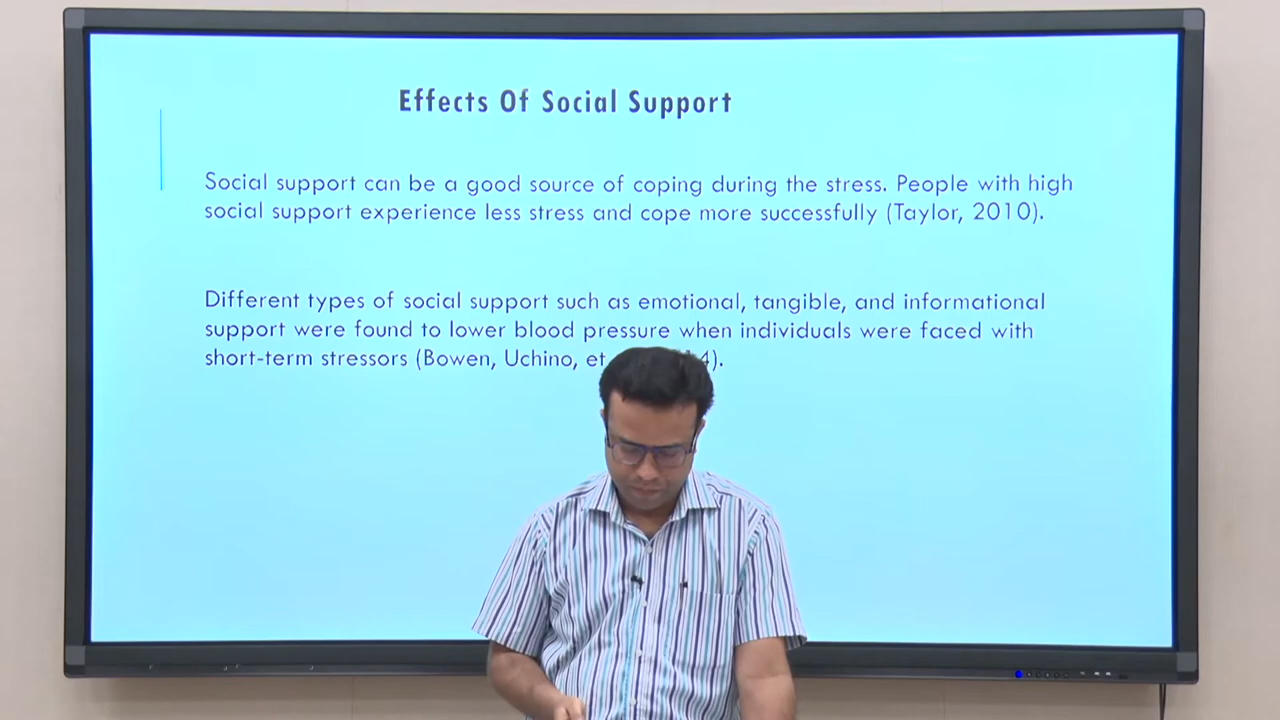 Effects Of Social Support
Social support can be a good source of coping during the stress. People with high
social support experience less stress and cope more successfully (Taylor, 2010).
Different types of social support such as emotional, tangible, and informational
support were found to lower blood pressure when individuals were faced with
short-term stressors (Bowen, Uchino, et 4).